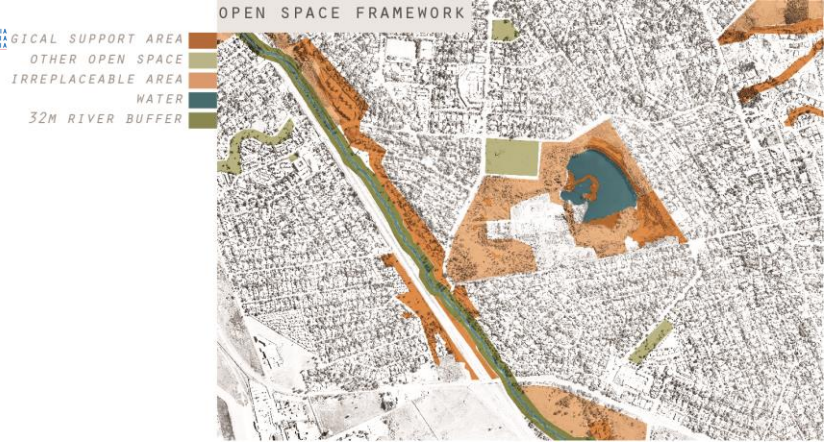 OPEN SPACE FRAMEWORK
GICAL SUPPORT AREA
OTHER OPEN SPACE
IRREPLACEABLE AREA
WATER
32M RIVER BUFFER